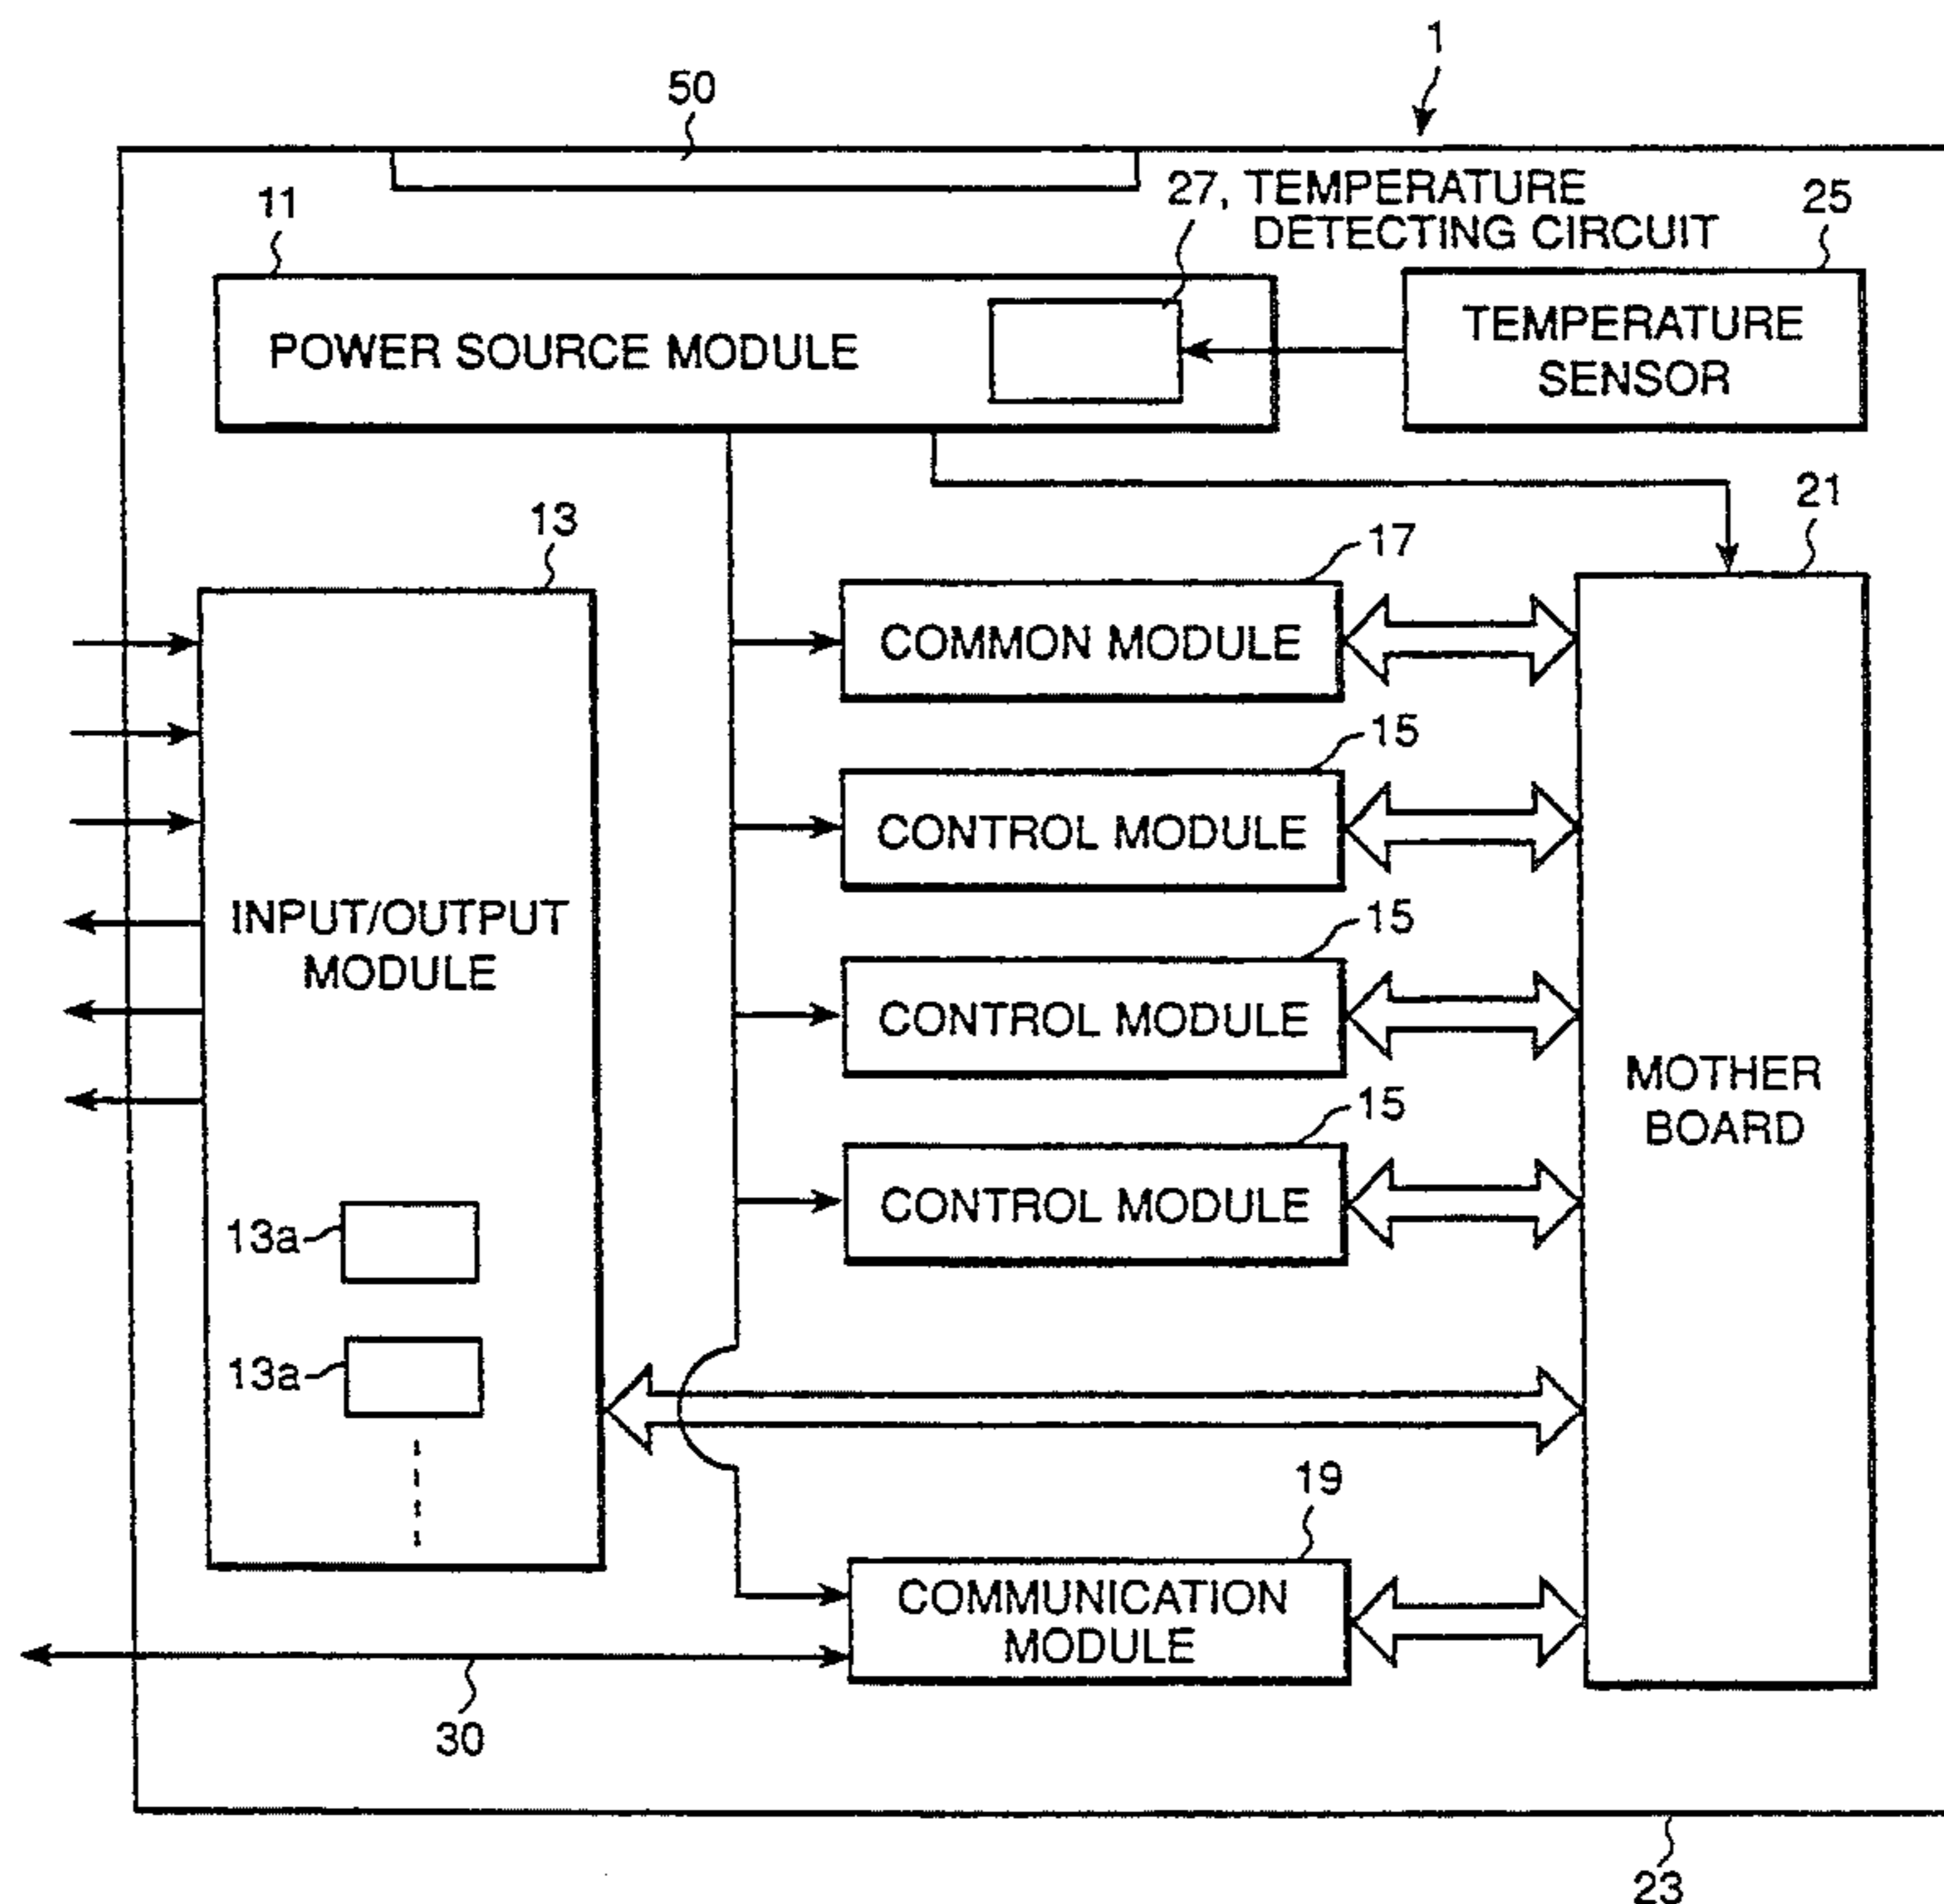 1
50
27, TEMPERATURE
DETECTING CIRCUIT
11
25
POWER SOURCE MODULE
TEMPERATURE
SENSOR
21
13
17
COMMON MODULE
15
CONTROL MODULE
INPUT/OUTPUT
MODULE
15
CONTROL MODULE
MOTHER
BOARD
15
CONTROL MODULE
13a
13a
19
COMMUNICATION
MODULE
30
23